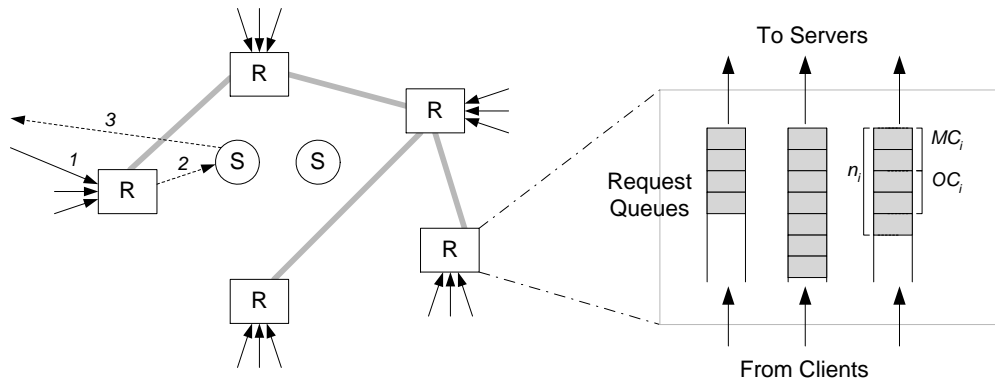 To Servers
R
R
3
1
2
S
S
R
R
R
Request
Queues
n_i
MC_i
OC_i
From Clients